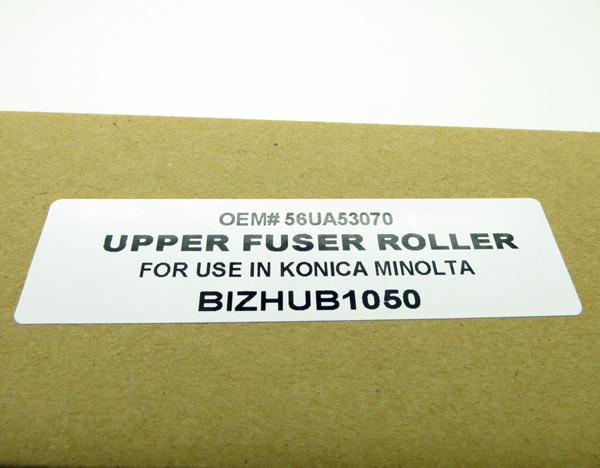 OEM# 56UA53070
UPPER FUSER ROLLER
FOR USE IN KONICA MINOLTA
BIZHUB1050